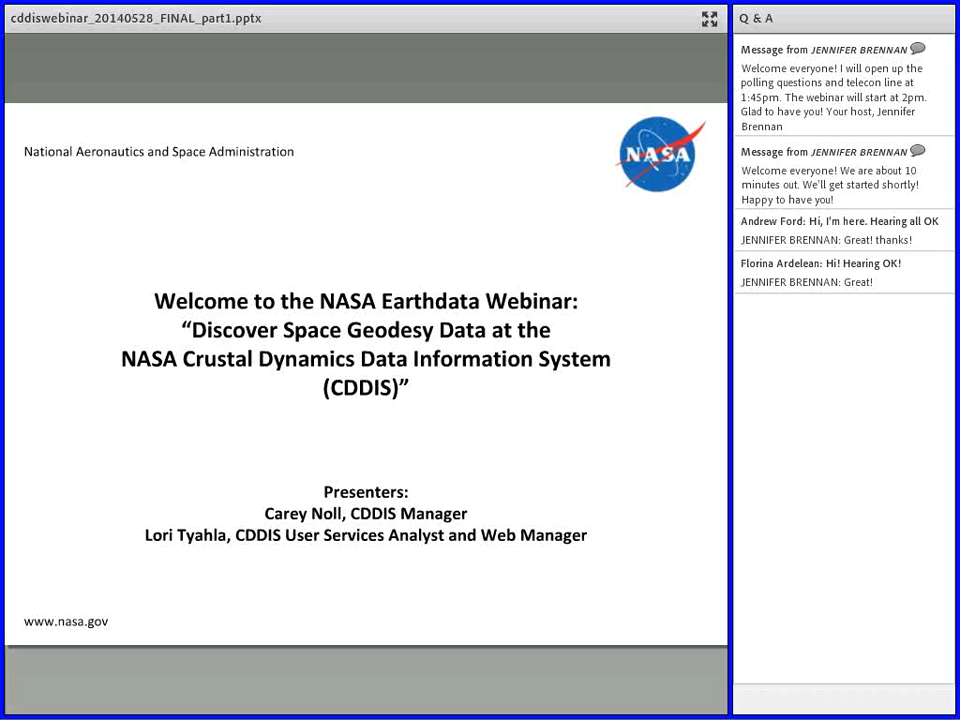 cddiswebinar_20140528_FINAL_part1.pptx
National Aeronautics and Space Administration
NASA
Welcome to the NASA Earthdata Webinar:
“Discover Space Geodesy Data at the
NASA Crustal Dynamics Data Information System
(CDDIS)”
Presenters:
Carey Noll, CDDIS Manager
Lori Tyahla, CDDIS User Services Analyst and Web Manager
www.nasa.gov
Q & A
Message from JENNIFER BRENNAN
Welcome everyone! I will open up the
polling questions and telecon line at
1:45pm. The webinar will start at 2pm.
Glad to have you! Your host, Jennifer
Brennan
Message from JENNIFER BRENNAN
Welcome everyone! We are about 10
minutes out. We'll get started shortly!
Happy to have you!
Andrew Ford: Hi, I'm here. Hearing all OK
JENNIFER BRENNAN: Great! thanks!
Florina Ardelean: Hi! Hearing OK!
JENNIFER BRENNAN: Great!